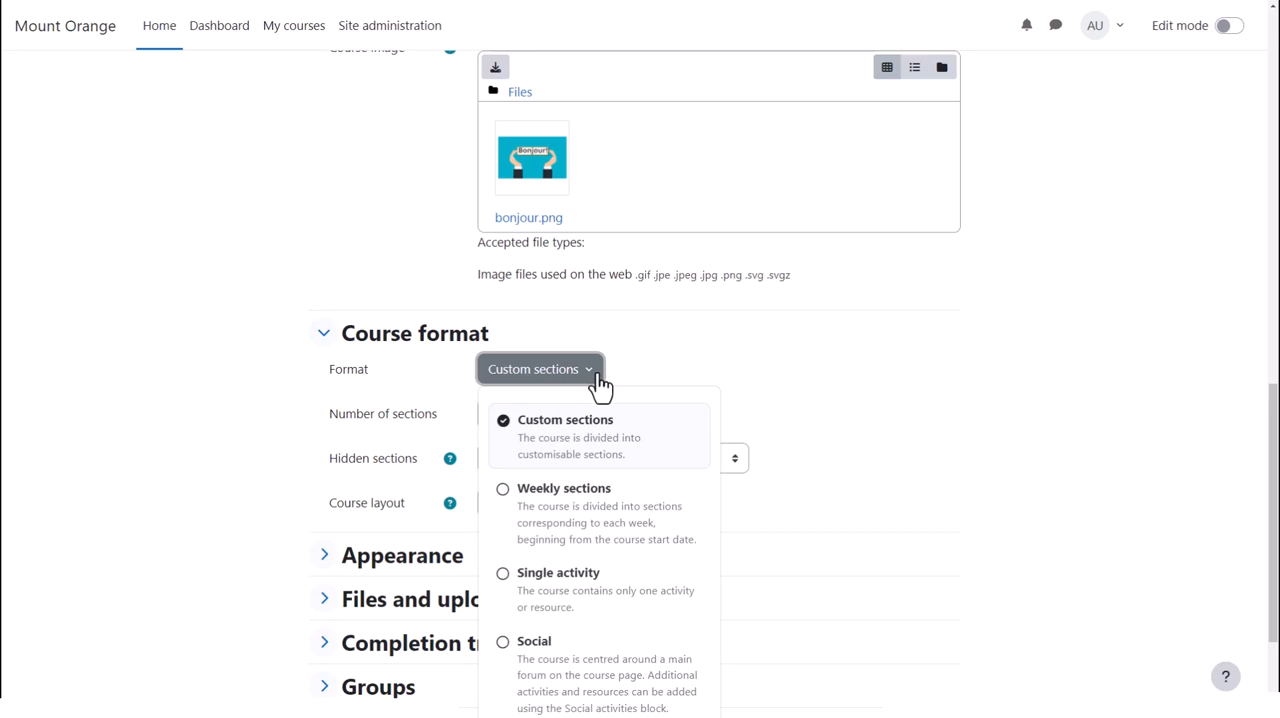 Mount Orange Home Dashboard My courses Site administration AU Edit mode
Files
Bonjour!
bonjour.png
Accepted file types:
Image files used on the web .gif .jpe .jpeg .jpg .png .svg .svgz
Course format
Format Custom sections
Number of sections
Hidden sections ?
Course layout ?
Custom sections
The course is divided into
customisable sections.
Weekly sections
The course is divided into sections
corresponding to each week,
beginning from the course start date.
Single activity
The course contains only one activity
or resource.
Social
The course is centred around a main
forum on the course page. Additional
activities and resources can be added
using the Social activities block.
Appearance
Files and uplo
Completion t
Groups
?